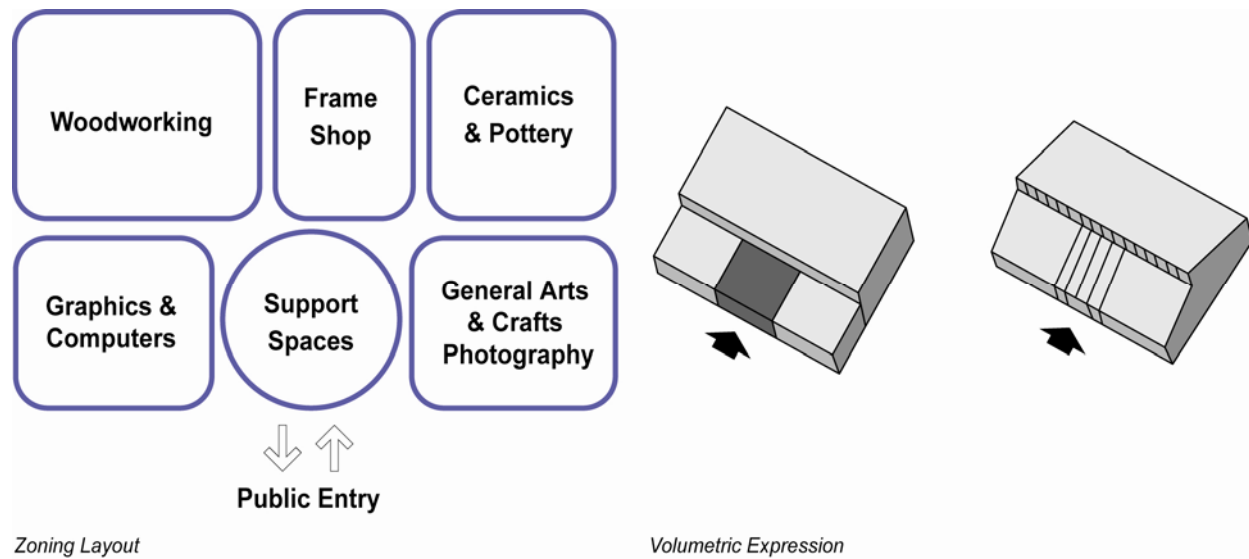 Woodworking
Frame
Shop
Ceramics
& Pottery
Graphics &
Computers
Support
Spaces
General Arts
& Crafts
Photography
Public Entry
Zoning Layout
Volumetric Expression